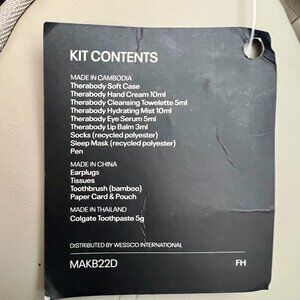 KIT CONTENTS
MADE IN CAMBODIA
Therabody Soft Case
Therabody Hand Cream 10ml
Therabody Cleansing Towelette 5ml
Therabody Hydrating Mist 10ml
Therabody Eye Serum 5ml
Therabody Lip Balm 3ml
Socks (recycled polyester)
Sleep Mask (recycled polyester)
Pen
MADE IN CHINA
Earplugs
Tissues
Toothbrush (bamboo)
Paper Card & Pouch
MADE IN THAILAND
Colgate Toothpaste 5g
DISTRIBUTED BY WESSCO INTERNATIONAL
MAKB22D FH